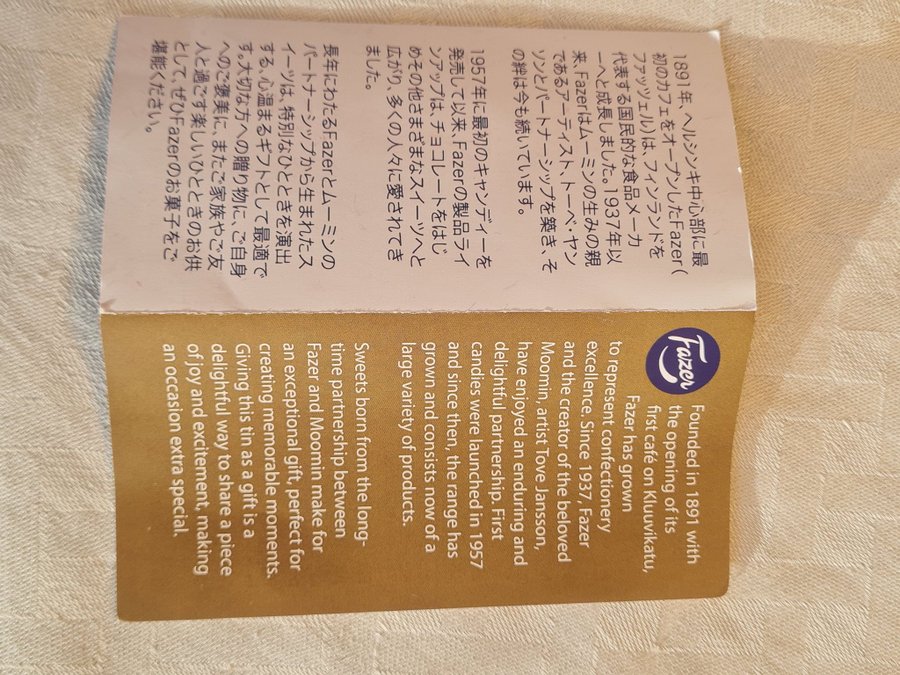 1891年、ヘルシンキ中心部に最
初のカフェをオープンしたFazer(
ファッツェル)は、フィンランドを
代表する国民的な食品メーカ
ーへと成長しました。1937年以
来、Fazerはムーミンの生みの親
であるアーティスト、トーベ・ヤン
ソンとパートナーシップを築き、そ
の絆は今も続いています。
1957年に最初のキャンディーを
発売して以来、Fazerの製品ライ
ンアップは、チョコレートをはじ
めその他さまざまなスイーツへと
広がり、多くの人々に愛されてき
ました。
長年にわたるFazerとムーミンの
パートナーシップから生まれたス
イーツは、特別なひとときを演出
する、心温まるギフトとして最適で
す。大切な方への贈り物に、ご自身
へのご褒美に、またご家族やご友
人と過ごす楽しいひとときのお供
として、ぜひFazerのお菓子をご
堪能ください。
Fazer
Founded in 1891 with
the opening of its
first café on Kluuvikatu,
Fazer has grown
to represent confectionery
excellence. Since 1937, Fazer
and the creator of the beloved
Moomin, artist Tove Jansson,
have enjoyed an enduring and
delightful partnership. First
candies were launched in 1957
and since then, the range has
grown and consists now of a
large variety of products.
Sweets born from the long-
time partnership between
Fazer and Moomin make for
an exceptional gift, perfect for
creating memorable moments.
Giving this tin as a gift is a
delightful way to share a piece
of joy and excitement, making
an occasion extra special.